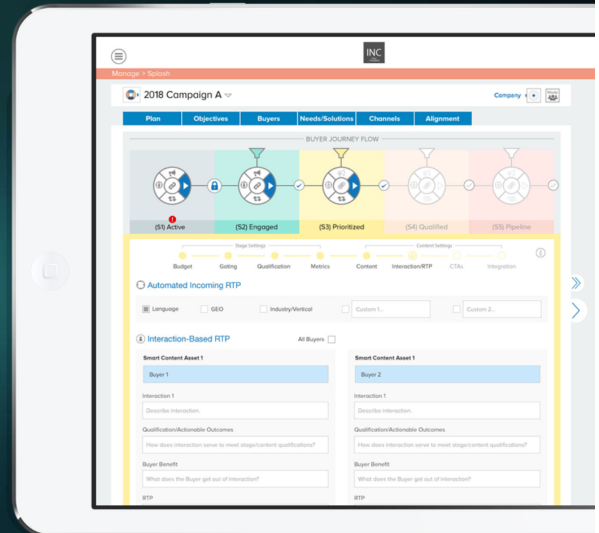 INC
Manage > Splash
2018 Campaign A
Company
Plan Objectives Buyers Needs/Solutions Channels Alignment
BUYER JOURNEY FLOW
(S1) Active (S2) Engaged (S3) Prioritized (S4) Qualified (S5) Pipeline
Stage Settings Content Settings
Budget Gating Qualification Metrics Content Interaction/RTP CTAs Integration
Automated Incoming RTP
Language GEO Industry/Vertical Custom 1... Custom 2...
Interaction-Based RTP All Buyers
Smart Content Asset 1 Smart Content Asset 1
Buyer 1 Buyer 2
Interaction 1 Interaction 1
Describe interaction. Describe interaction.
Qualification/Actionable Outcomes Qualification/Actionable Outcomes
How does interaction serve to meet stage/content qualifications? How does interaction serve to meet stage/content qualifications?
Buyer Benefit Buyer Benefit
What does the Buyer get out of interaction? What does the Buyer get out of interaction?
RTP RTP